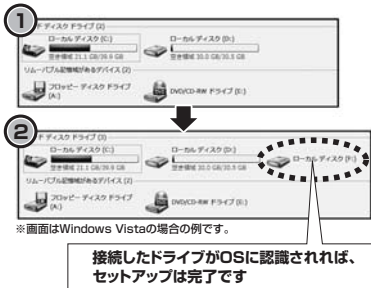 1
ド ディスク ドライブ (2)
ローカル ディスク (C:)
ローカル ディスク (D:)
空き領域 21.1 GB/39.9 GB
空き領域 30.0 GB/30.5 GB
リムーバブル記憶域があるデバイス (2)
フロッピー ディスク ドライブ
(A:)
DVD/CD-RW ドライブ (E:)
2
ド ディスク ドライブ (3)
ローカル ディスク (C:)
ローカル ディスク (D:)
ローカル ディスク (F:)
空き領域 21.1 GB/39.9 GB
空き領域 30.0 GB/30.5 GB
リムーバブル記憶域があるデバイス (2)
フロッピー ディスク ドライブ
(A:)
DVD/CD-RW ドライブ (E:)
※画面はWindows Vistaの場合の例です。
接続したドライブがOSに認識されれば、
セットアップは完了です